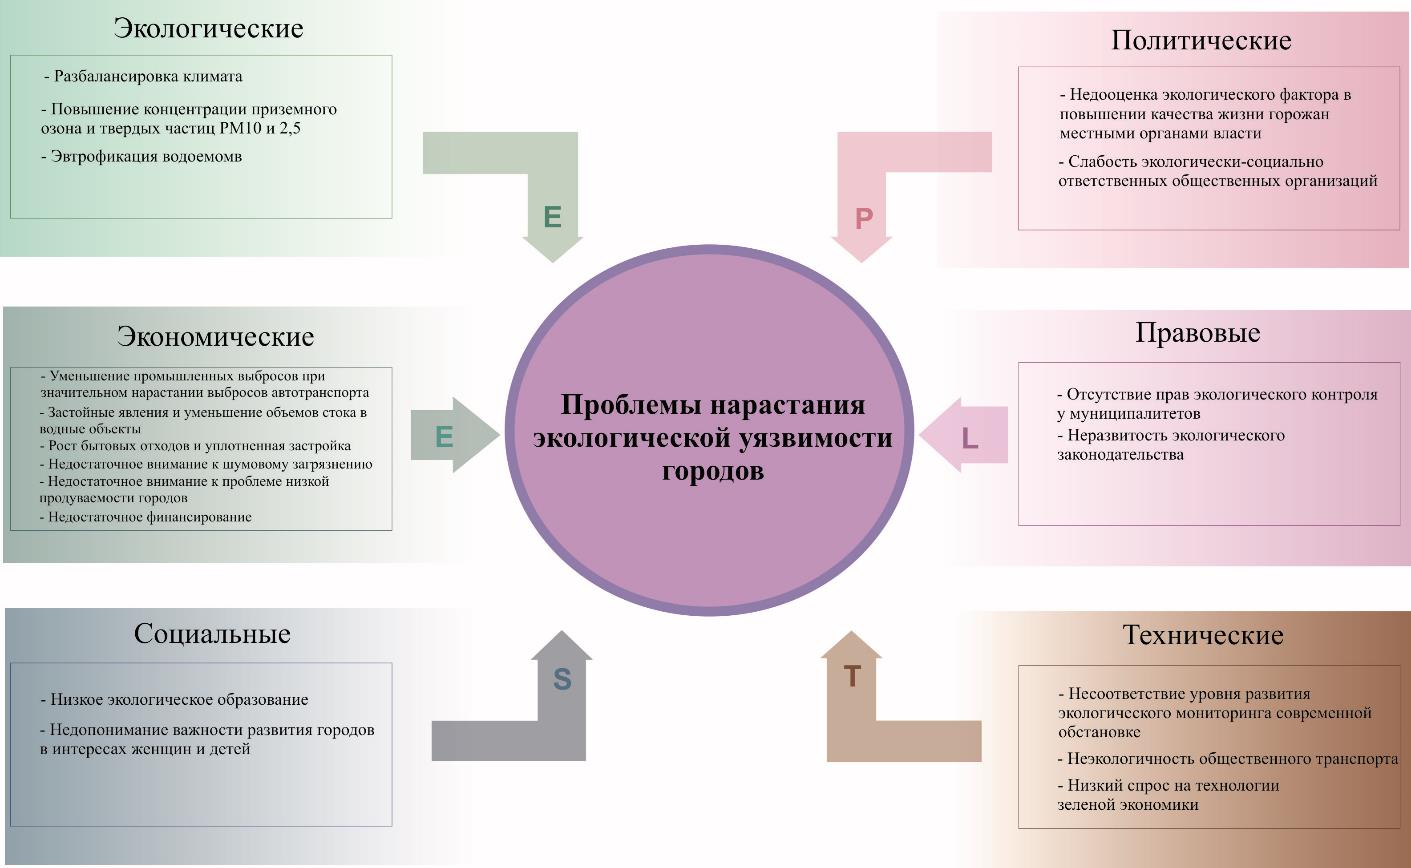 Экологические
- Разбалансировка климата
- Повышение концентрации приземного
озона и твердых частиц PM10 и 2,5
- Эвтрофикация водоемомв
E
Политические
- Недооценка экологического фактора в
повышении качества жизни горожан
местными органами власти
- Слабость экологически-социально
ответственных общественных организаций
P
Экономические
- Уменьшение промышленных выбросов при
значительном нарастании выбросов автотранспорта
- Застойные явления и уменьшение объемов стока в
водные объекты
- Рост бытовых отходов и уплотненная застройка
- Недостаточное внимание к шумовому загрязнению
- Недостаточное внимание к проблеме низкой
продуваемости городов
- Недостаточное финансирование
E
Проблемы нарастания
экологической уязвимости
городов
Правовые
- Отсутствие прав экологического контроля
у муниципалитетов
- Неразвитость экологического
законодательства
L
Социальные
- Низкое экологическое образование
- Недопонимание важности развития городов
в интересах женщин и детей
S
Технические
- Несоответствие уровня развития
экологического мониторинга современной
обстановке
- Неэкологичность общественного транспорта
- Низкий спрос на технологии
зеленой экономики
T